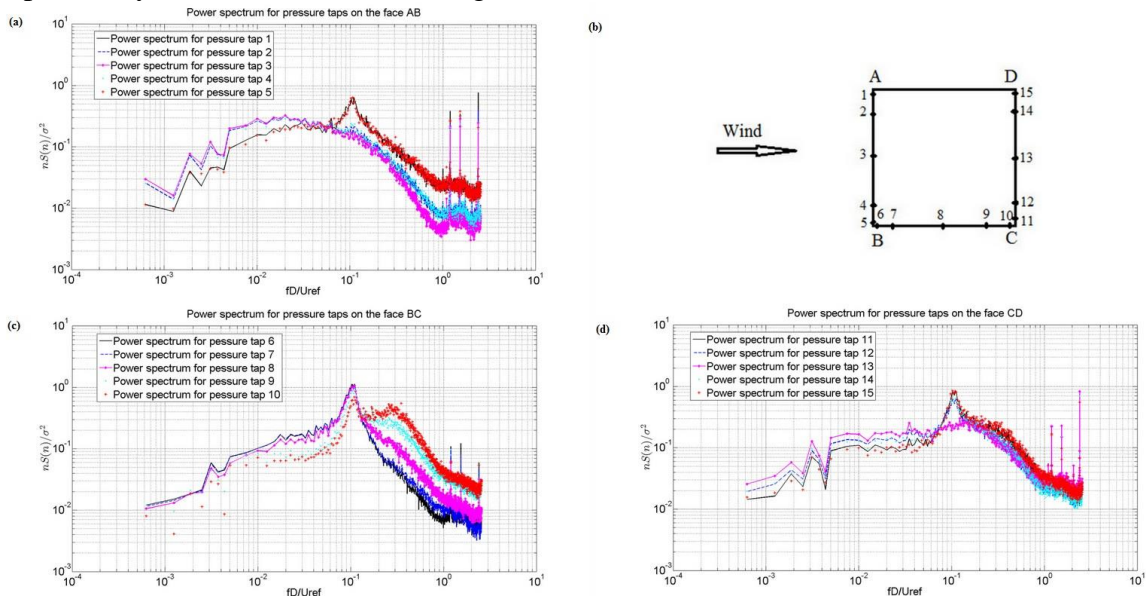 (a)
Power spectrum for pressure taps on the face AB
nS(n)/σ²
10¹
10⁰
10⁻¹
10⁻²
10⁻³
Power spectrum for pessure tap 1
Power spectrum for pessure tap 2
Power spectrum for pessure tap 3
Power spectrum for pessure tap 4
Power spectrum for pessure tap 5
10⁻⁴ 10⁻³ 10⁻² 10⁻¹ 10⁰ 10¹
fD/Uref
(b)
A D
1 15
2 14
Wind
3 13
4 12
5 6 7 8 9 10 11
B C
(c)
Power spectrum for pressure taps on the face BC
nS(n)/σ²
10¹
10⁰
10⁻¹
10⁻²
10⁻³
Power spectrum for pessure tap 6
Power spectrum for pessure tap 7
Power spectrum for pessure tap 8
Power spectrum for pessure tap 9
Power spectrum for pessure tap 10
10⁻⁴ 10⁻³ 10⁻² 10⁻¹ 10⁰ 10¹
fD/Uref
(d)
Power spectrum for pressure taps on the face CD
nS(n)/σ²
10¹
10⁰
10⁻¹
10⁻²
10⁻³
Power spectrum for pessure tap 11
Power spectrum for pessure tap 12
Power spectrum for pessure tap 13
Power spectrum for pessure tap 14
Power spectrum for pessure tap 15
10⁻⁴ 10⁻³ 10⁻² 10⁻¹ 10⁰ 10¹
fD/Uref